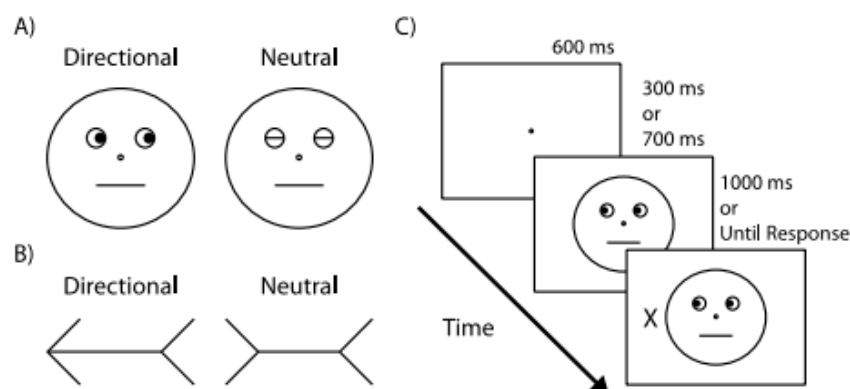 A)
Directional Neutral
B)
Directional Neutral
C)
600 ms
300 ms
or
700 ms
1000 ms
or
Until Response
X
Time